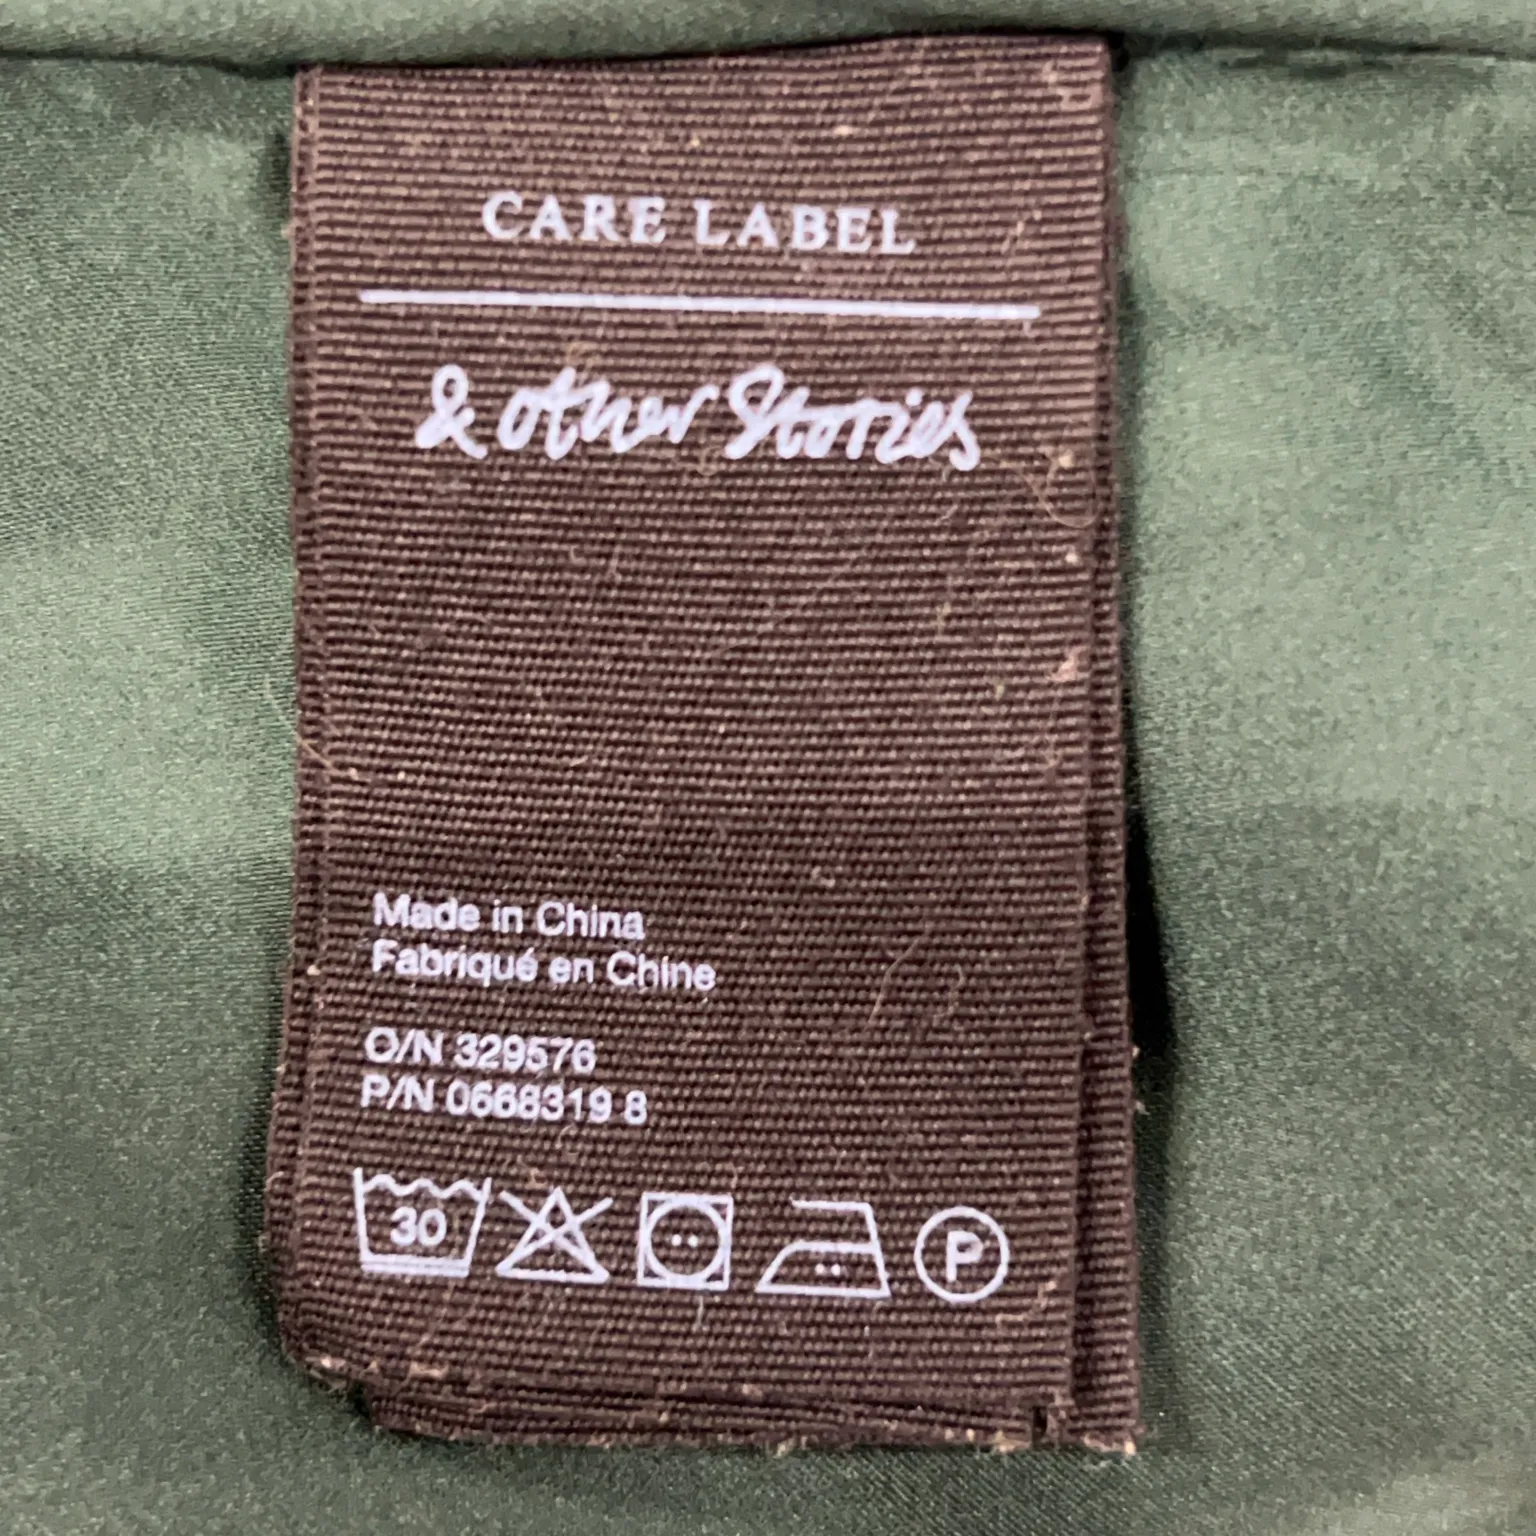 CARE LABEL
& other Stories
Made in China
Fabriqué en Chine
O/N 329576
P/N 0668319 8
30
P